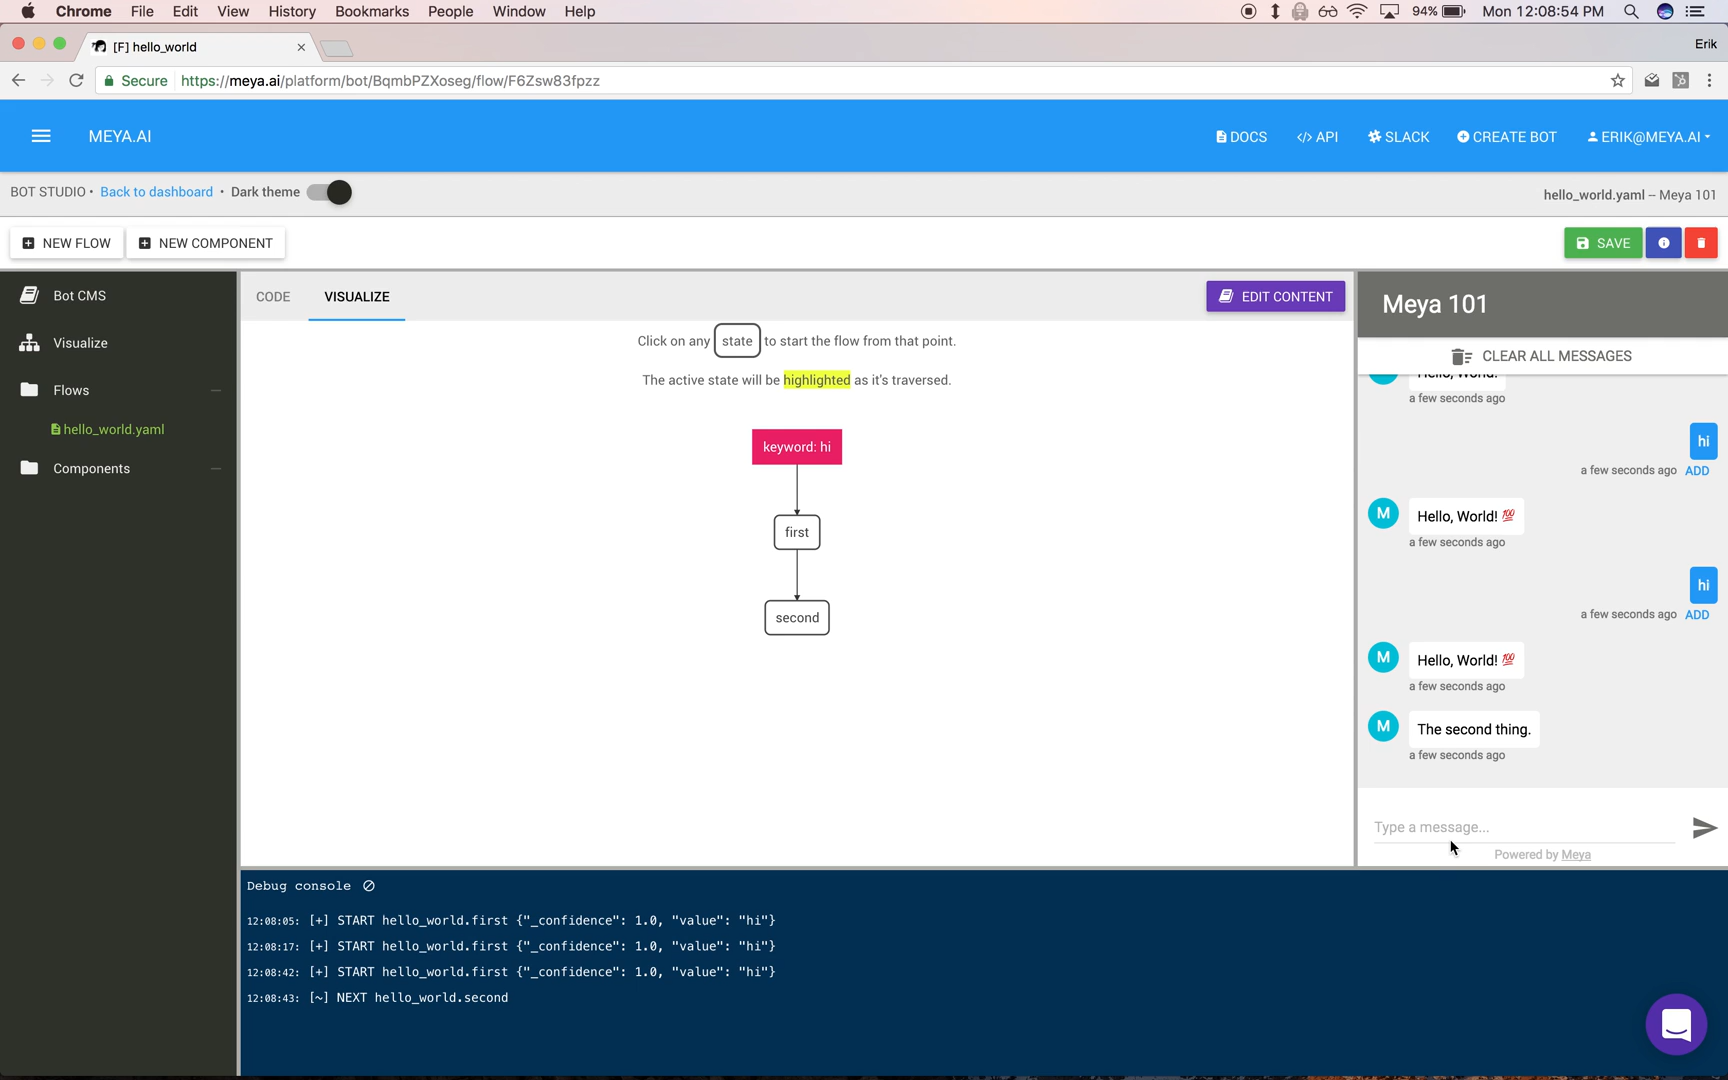 Chrome File Edit View History Bookmarks People Window Help 94% Mon 12:08:54 PM
[F] hello_world Erik
Secure https://meya.ai/platform/bot/BqmbPZXoseg/flow/F6Zsw83fpzz
MEYA.AI DOCS </> API SLACK CREATE BOT ERIK@MEYA.AI
BOT STUDIO • Back to dashboard • Dark theme hello_world.yaml – Meya 101
NEW FLOW NEW COMPONENT SAVE
Bot CMS
Visualize
Flows
hello_world.yaml
Components
CODE VISUALIZE EDIT CONTENT
Click on any state to start the flow from that point.
The active state will be highlighted as it's traversed.
keyword: hi
first
second
Meya 101
CLEAR ALL MESSAGES
Hello, World!
a few seconds ago
hi
a few seconds ago ADD
M Hello, World! 💯
a few seconds ago
hi
a few seconds ago ADD
M Hello, World! 💯
a few seconds ago
M The second thing.
a few seconds ago
Type a message...
Powered by Meya
Debug console
12:08:05: [+] START hello_world.first {"_confidence": 1.0, "value": "hi"}
12:08:17: [+] START hello_world.first {"_confidence": 1.0, "value": "hi"}
12:08:42: [+] START hello_world.first {"_confidence": 1.0, "value": "hi"}
12:08:43: [~] NEXT hello_world.second